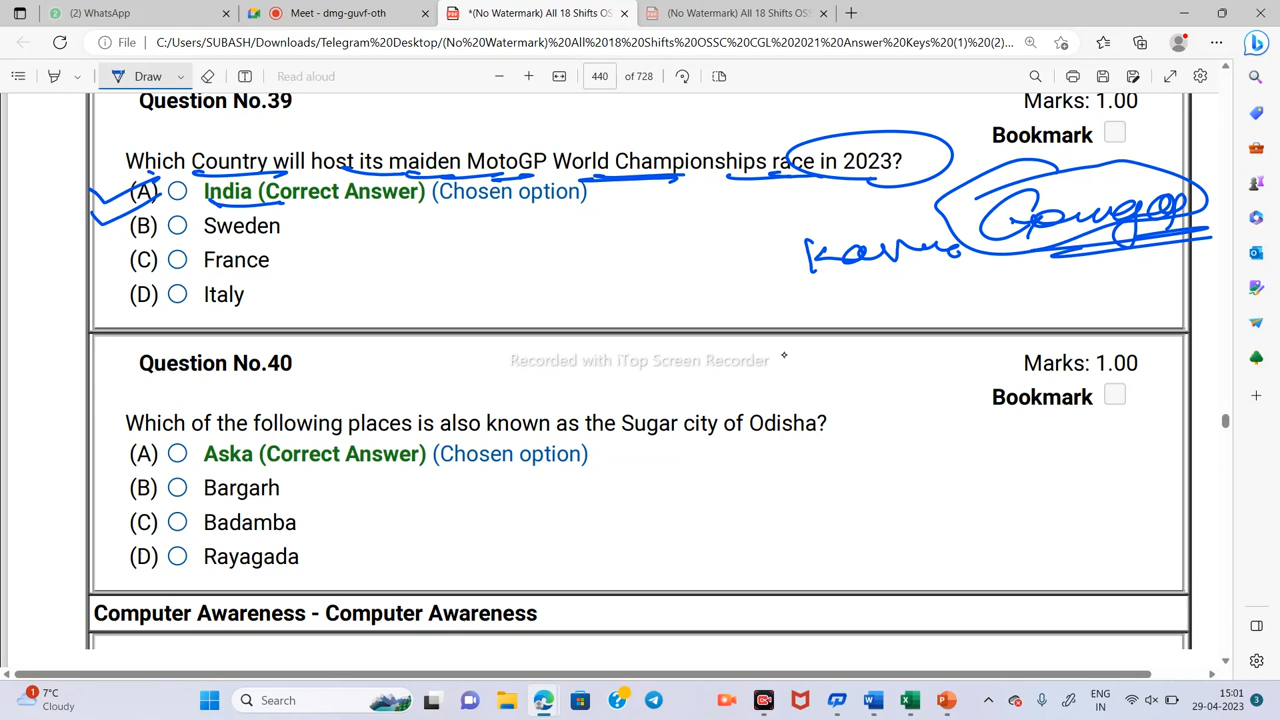 (2) WhatsApp
Meet - dmg-guvf-oth
*(No Watermark) All 18 Shifts OS
(No Watermark) All 18 Shifts OSS
File
C:/Users/SUBASH/Downloads/Telegram%20Desktop/(No%20Watermark)%20All%2018%20Shifts%20OSSC%20CGL%202021%20Answer%20Keys%20(1)%20(2)...
Draw
Read aloud
440 of 728
Question No.39
Marks: 1.00
Bookmark
Which Country will host its maiden MotoGP World Championships race in 2023?
(A) India (Correct Answer) (Chosen option)
(B) Sweden
(C) France
(D) Italy
Question No.40
Recorded with iTop Screen Recorder
Marks: 1.00
Bookmark
Which of the following places is also known as the Sugar city of Odisha?
(A) Aska (Correct Answer) (Chosen option)
(B) Bargarh
(C) Badamba
(D) Rayagada
Computer Awareness - Computer Awareness
1
7°C
Cloudy
Search
ENG
IN
15:01
29-04-2023
3